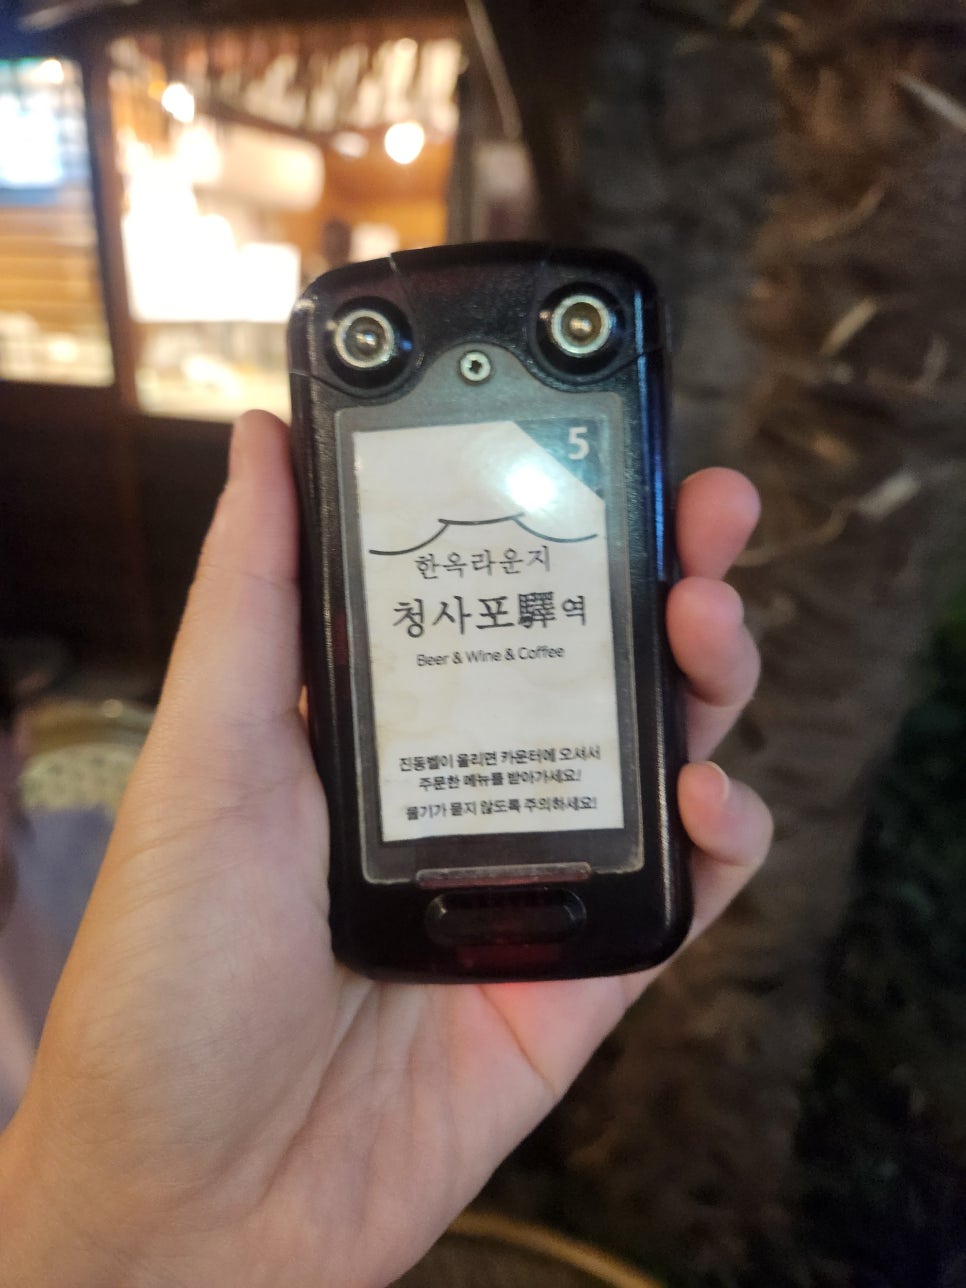 5
한옥라운지
청사포驛역
Beer & Wine & Coffee
진동벨이 울리면 카운터에 오셔서
주문한 메뉴를 받아가세요!
물기가 묻지 않도록 주의하세요!